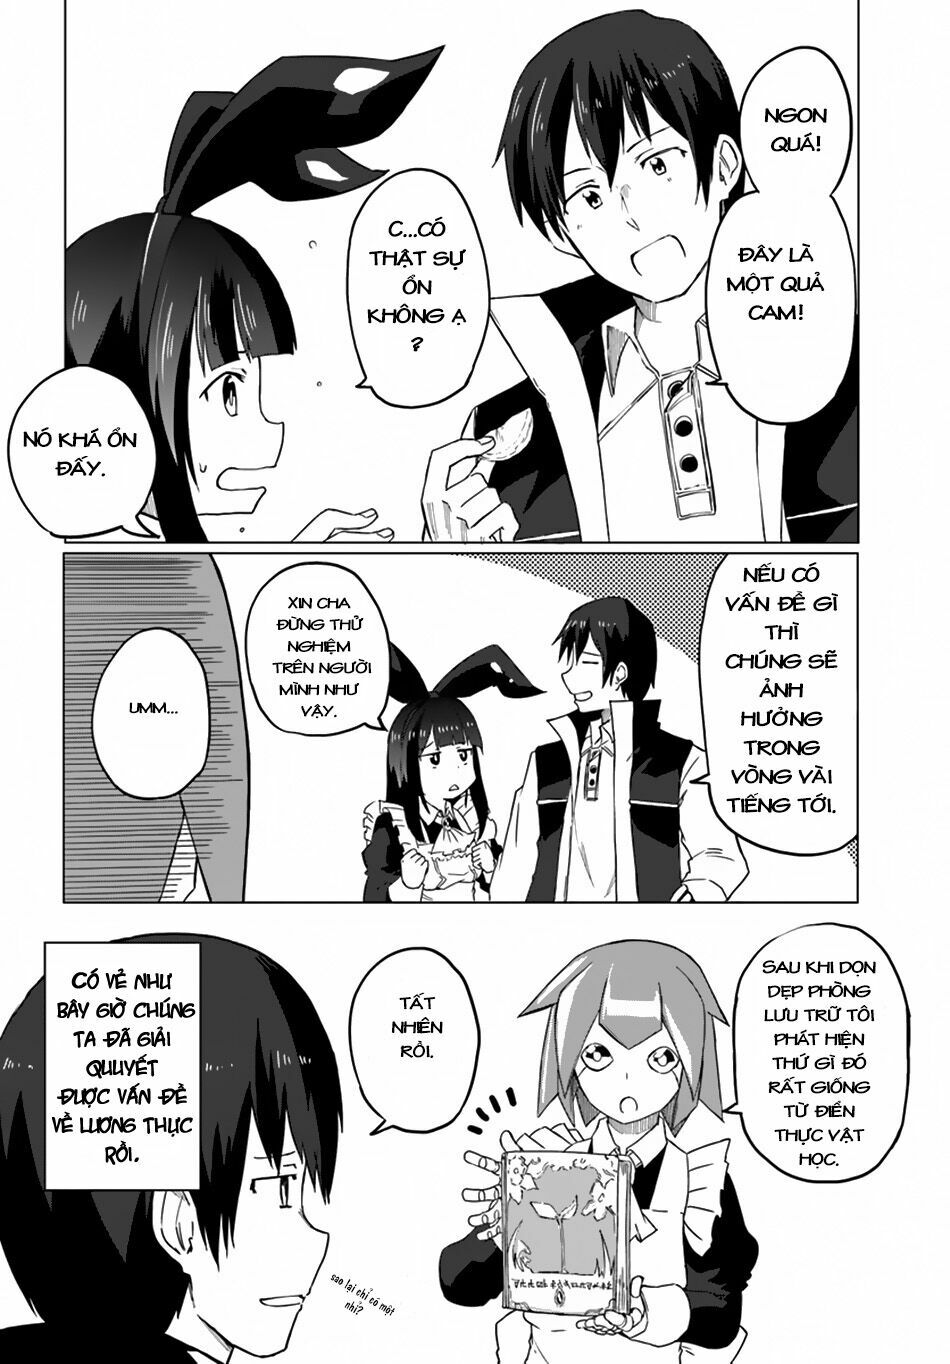 NGON
QUÁ!
ĐÂY LÀ
MỘT QUẢ
CAM!
C...CÓ
THẬT SỰ
ỔN
KHÔNG Ạ
?
NÓ KHÁ ỔN
ĐẤY.
NẾU CÓ
VẤN ĐỀ GÌ
THÌ
CHÚNG SẼ
ẢNH
HƯỞNG
TRONG
VÒNG VÀI
TIẾNG TỚI.
XIN CHA
ĐỪNG THỬ
NGHIỆM
TRÊN NGƯỜI
MÌNH NHƯ
VẬY.
UMM...
SAU KHI DỌN
DẸP PHÒNG
LƯU TRỮ TÔI
PHÁT HIỆN
THỨ GÌ ĐÓ
RẤT GIỐNG
TỪ ĐIỂN
THỰC VẬT
HỌC.
TẤT
NHIÊN
RỒI.
CÓ VẺ NHƯ
BÂY GIỜ CHÚNG
TA ĐÃ GIẢI
QUUYẾT
ĐƯỢC VẤN ĐỀ
VỀ LƯƠNG THỰC
RỒI.
sao lại chỉ có một
nhỉ?